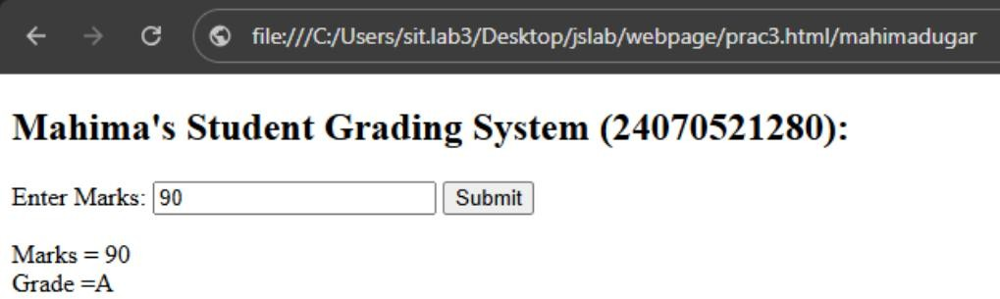 file:///C:/Users/sit.lab3/Desktop/jslab/webpage/prac3.html/mahimadugar
Mahima's Student Grading System (24070521280):
Enter Marks: 90 Submit
Marks = 90
Grade =A